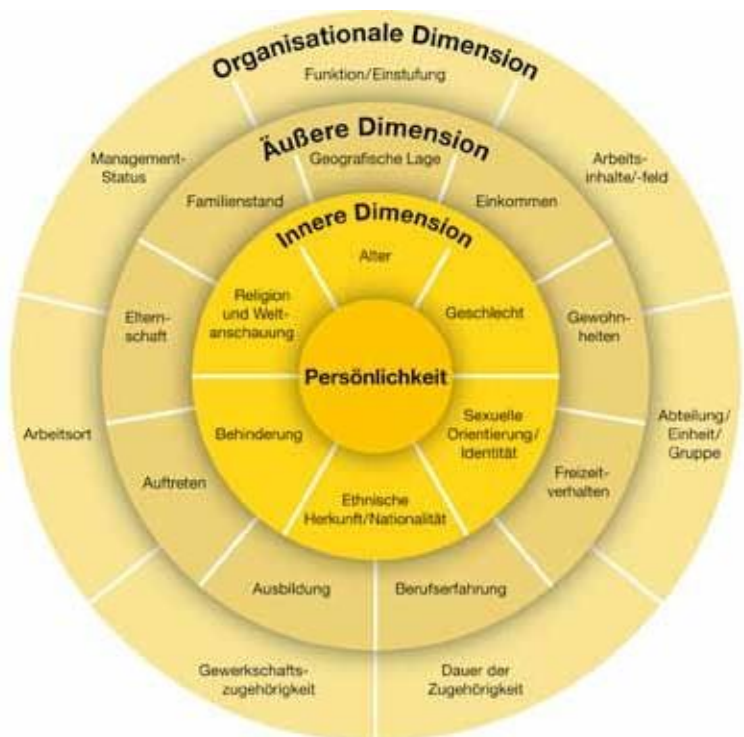 Organisationale Dimension
Funktion/Einstufung
Arbeits-
inhalte/-feld
Abteilung/
Einheit/
Gruppe
Dauer der
Zugehörigkeit
Gewerkschafts-
zugehörigkeit
Arbeitsort
Management-
Status
Äußere Dimension
Geografische Lage
Einkommen
Gewohn-
heiten
Freizeit-
verhalten
Berufserfahrung
Ausbildung
Auftreten
Eltern-
schaft
Familienstand
Innere Dimension
Alter
Geschlecht
Sexuelle
Orientierung/
Identität
Ethnische
Herkunft/Nationalität
Behinderung
Religion
und Welt-
anschauung
Persönlichkeit